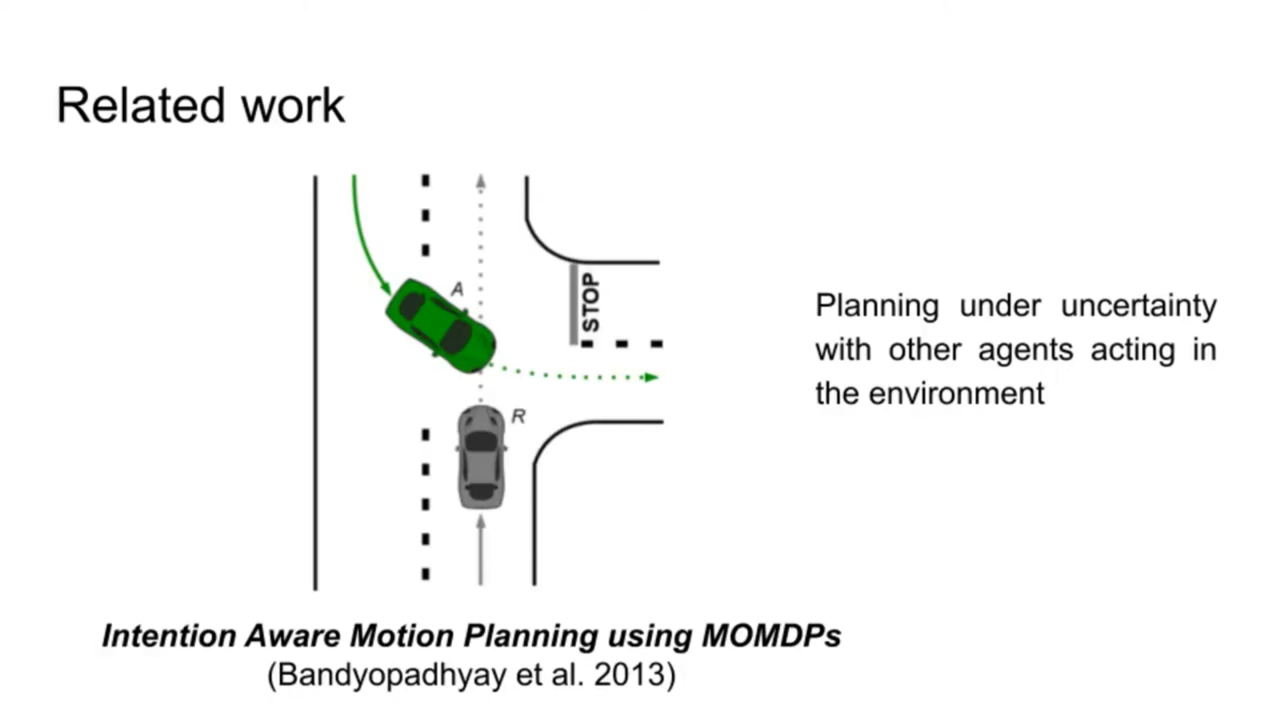 Related work
A
STOP
R
Planning under uncertainty
with other agents acting in
the environment
Intention Aware Motion Planning using MOMDPs
(Bandyopadhyay et al. 2013)